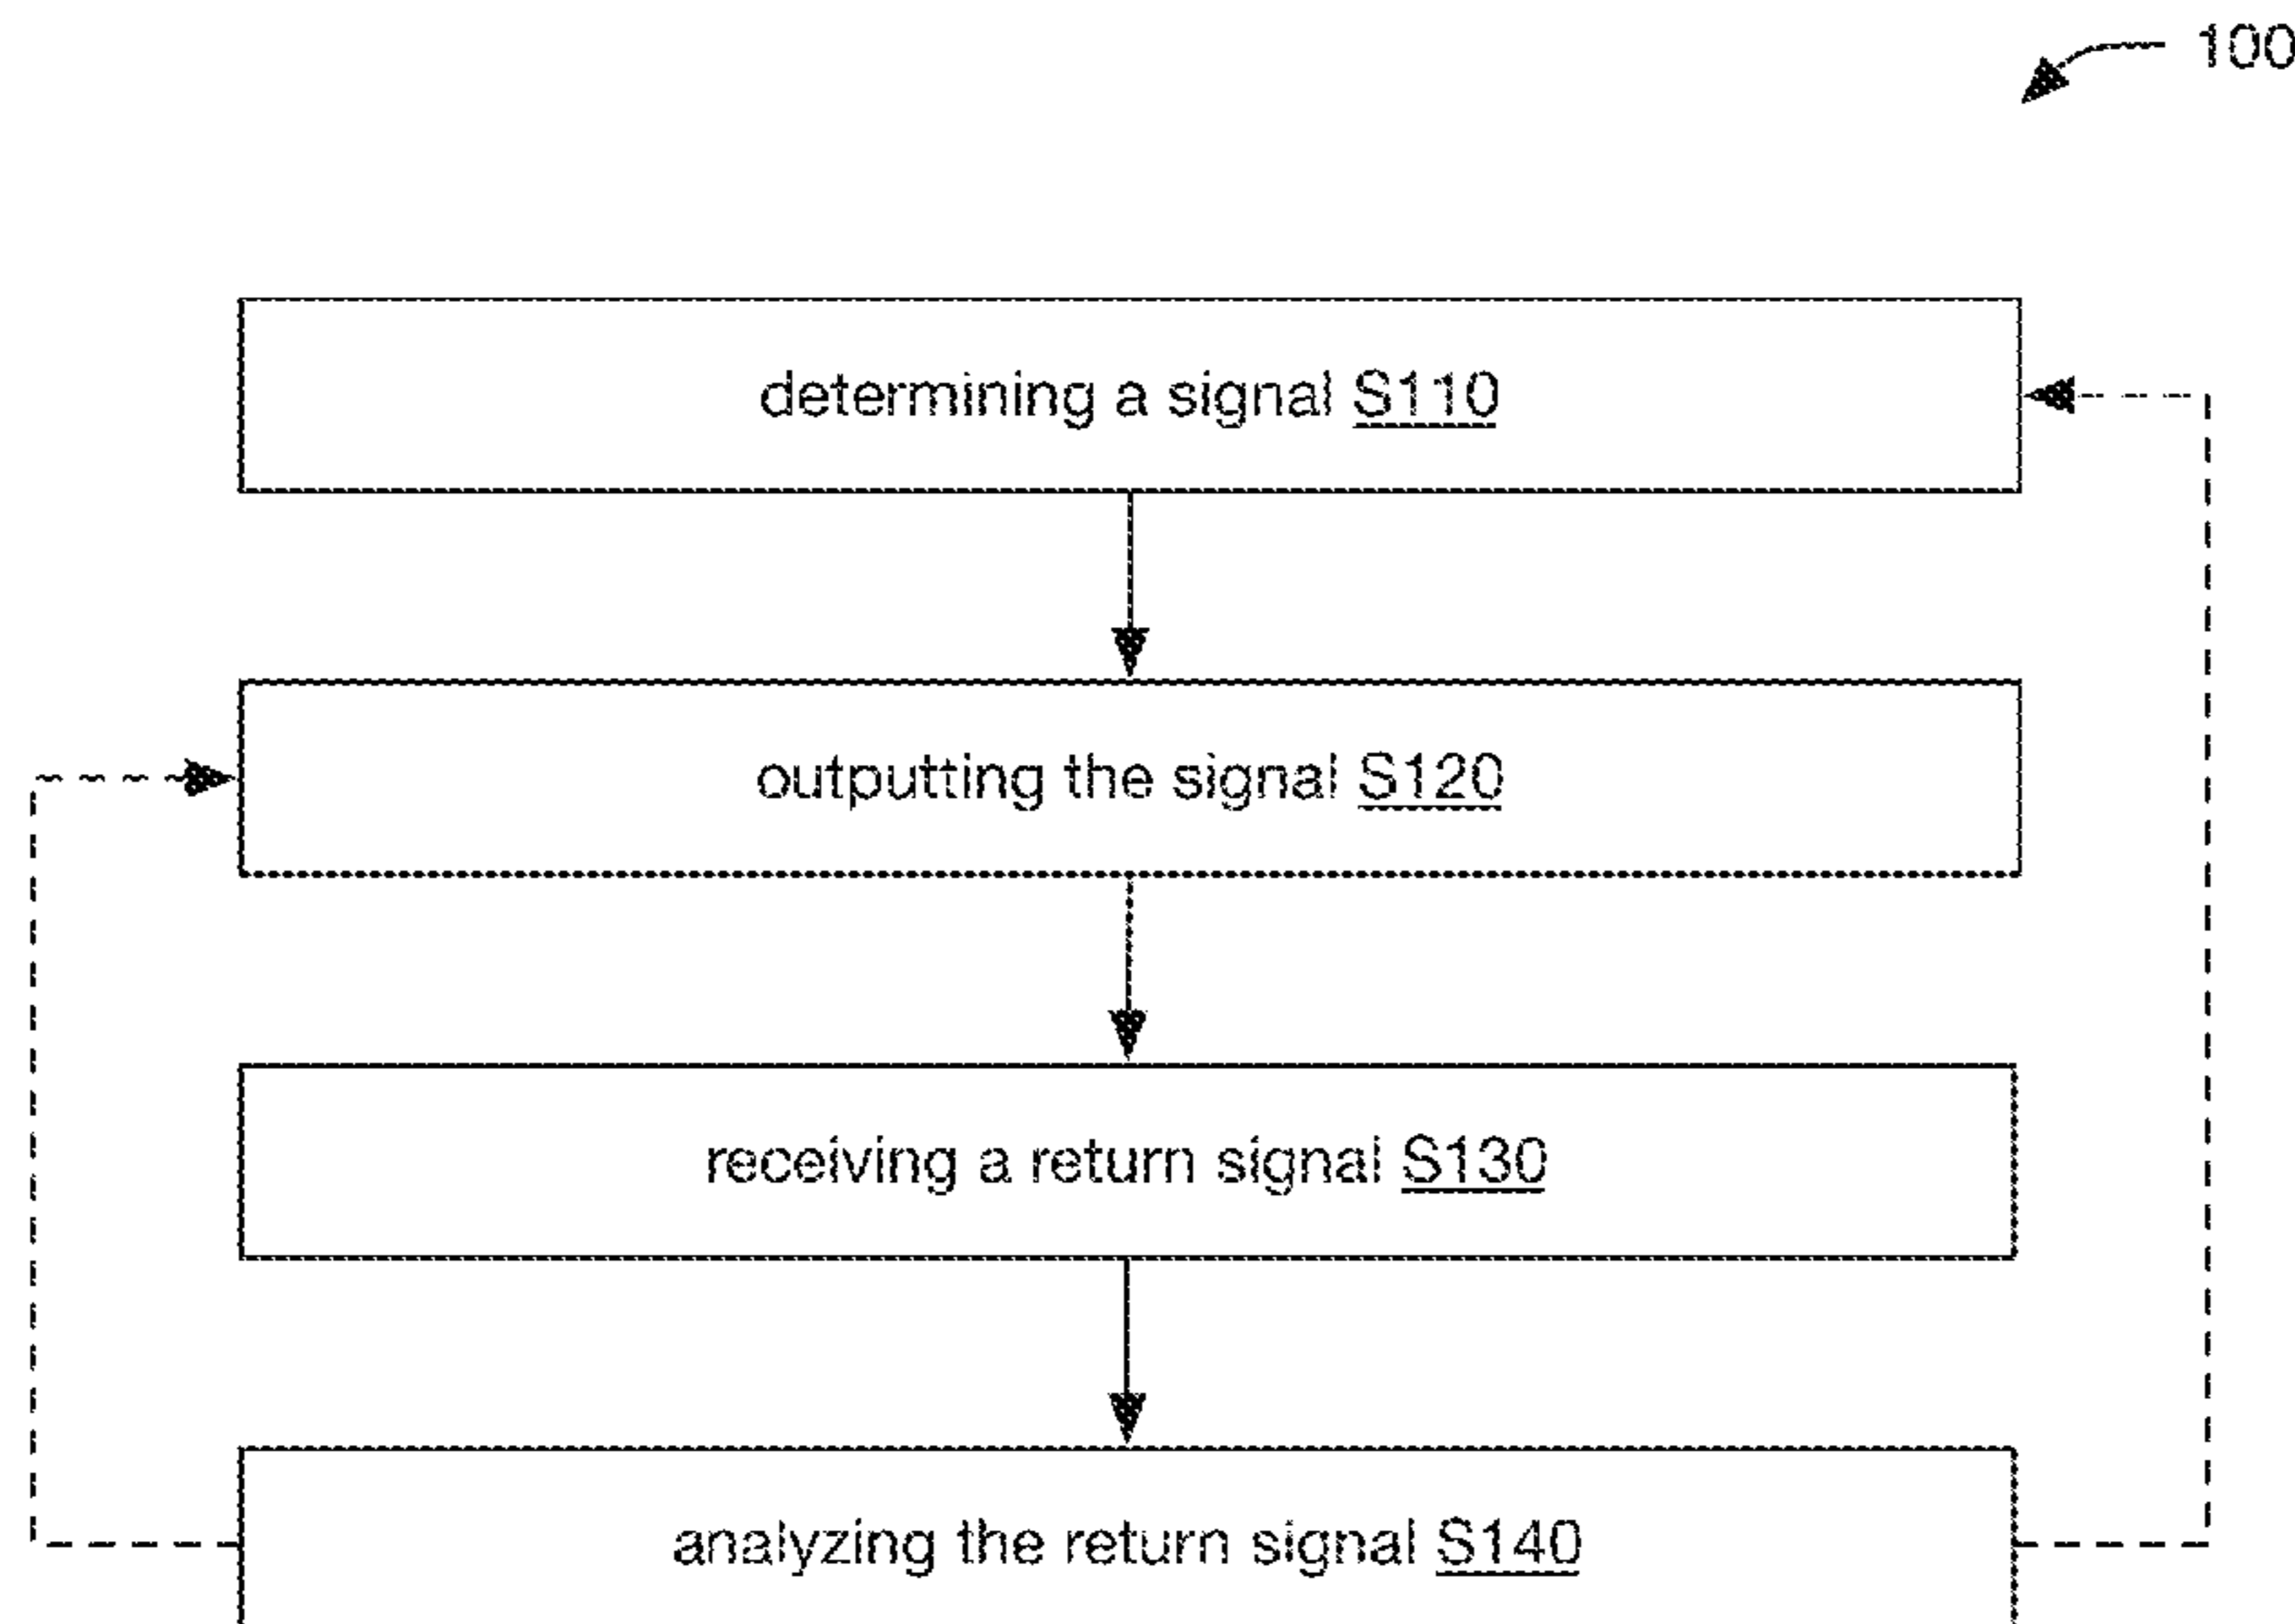 100
determining a signal S110
outputting the signal S120
receiving a return signal S130
analyzing the return signal S140